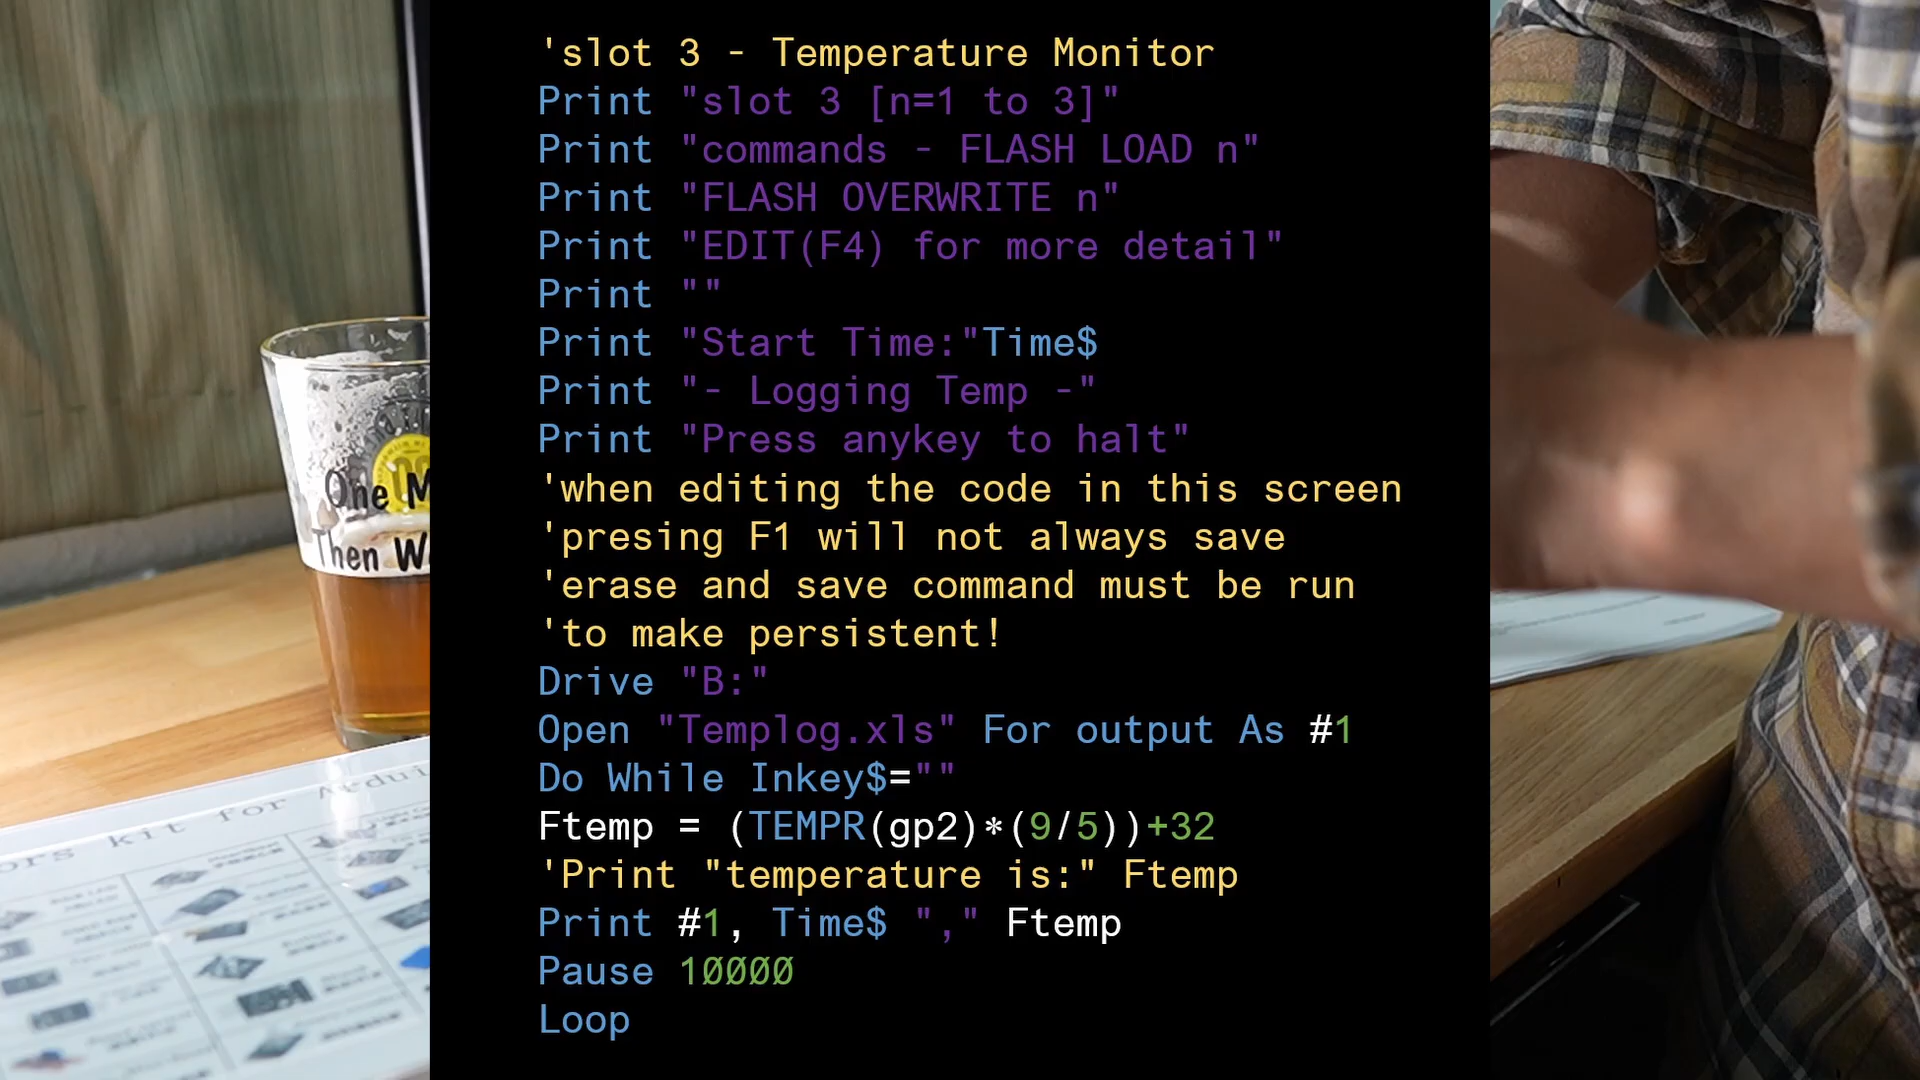 'slot 3 - Temperature Monitor
Print "slot 3 [n=1 to 3]"
Print "commands - FLASH LOAD n"
Print "FLASH OVERWRITE n"
Print "EDIT(F4) for more detail"
Print ""
Print "Start Time:"Time$
Print "- Logging Temp -"
Print "Press anykey to halt"
'when editing the code in this screen
'presing F1 will not always save
'erase and save command must be run
'to make persistent!
Drive "B:"
Open "Templog.xls" For output As #1
Do While Inkey$=""
Ftemp = (TEMPR(gp2)*(9/5))+32
'Print "temperature is:" Ftemp
Print #1, Time$ "," Ftemp
Pause 10000
Loop
One M
Then W
kit for Ardui